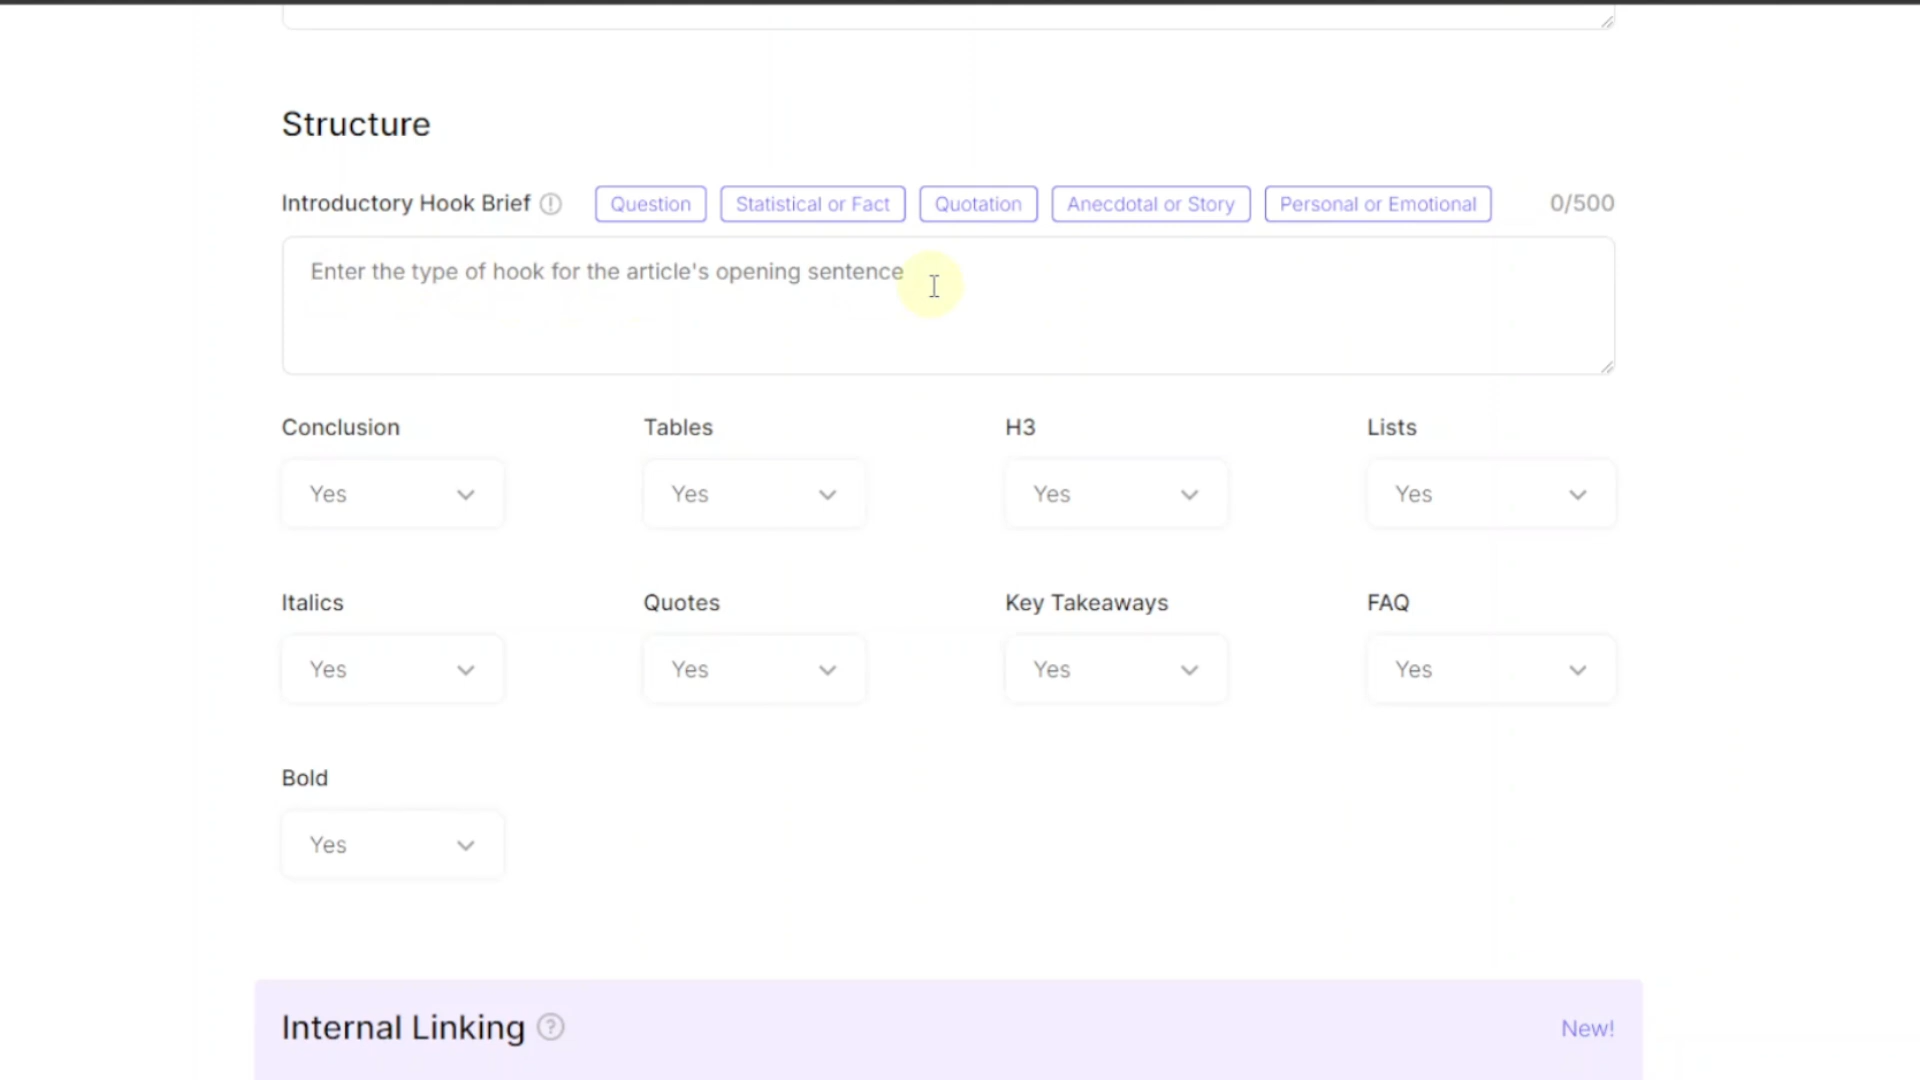 Structure
Introductory Hook Brief Question Statistical or Fact Quotation Anecdotal or Story Personal or Emotional 0/500
Enter the type of hook for the article's opening sentence
Conclusion Tables H3 Lists
Yes Yes Yes Yes
Italics Quotes Key Takeaways FAQ
Yes Yes Yes Yes
Bold
Yes
Internal Linking New!